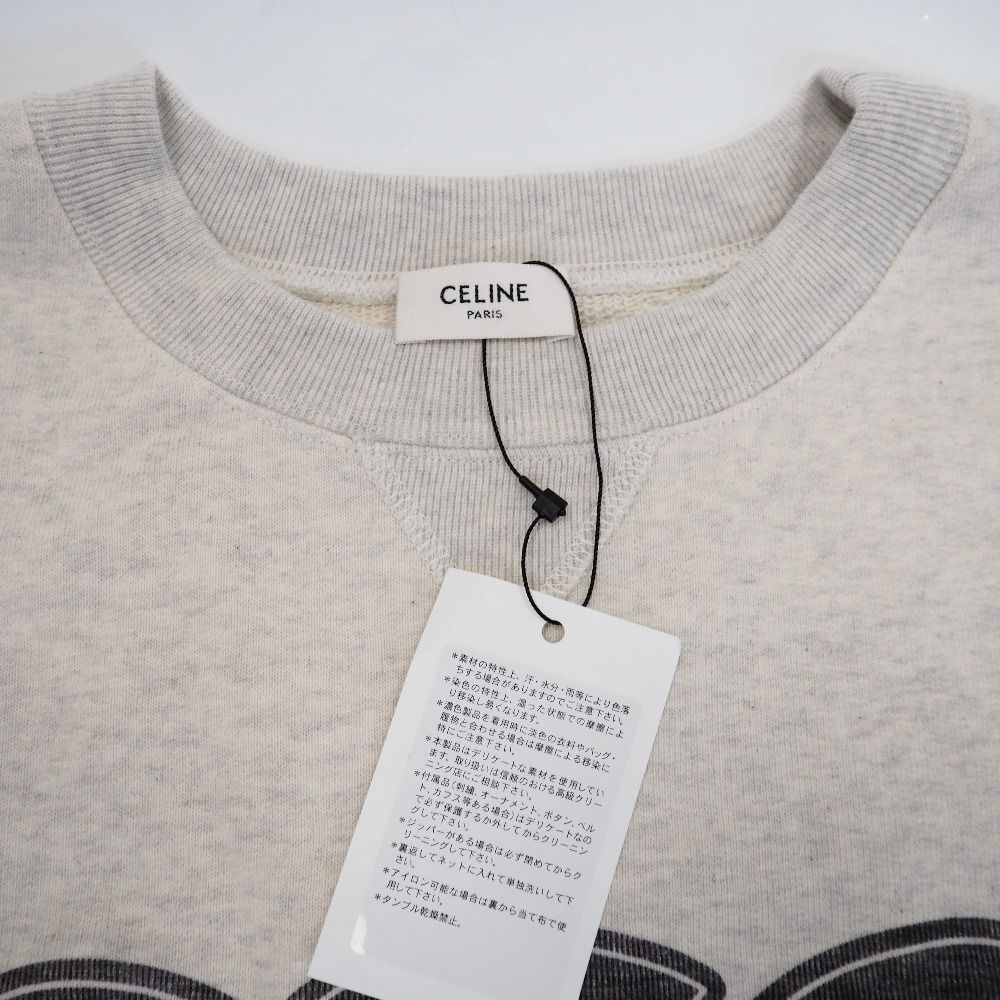 CELINE
PARIS
*素材の特性上、汗・水分・雨等により色落
ちする場合がありますのでご注意下さい。
*染色の特性上、湿った状態での摩擦によ
り移染し易くなります。
*濃色製品を着用時に淡色の衣料やバッグ・
履物と合わせる場合は摩擦による移染に
特にご注意下さい。
*本製品はデリケートな素材を使用してい
ます。取り扱いは信頼のおける高級クリー
ニング店にご相談下さい。
*付属品(刺繍、オーナメント、ボタン、ベル
ト、カフス等ある場合)はデリケートなの
で必ず保護するか外してからクリーニン
グして下さい。
*ジッパーがある場合は必ず閉めてからク
リーニングして下さい。
*裏返してネットに入れて単独洗いして下
さい。
*アイロン可能な場合は裏から当て布で使
用して下さい。
*タンブル乾燥禁止。